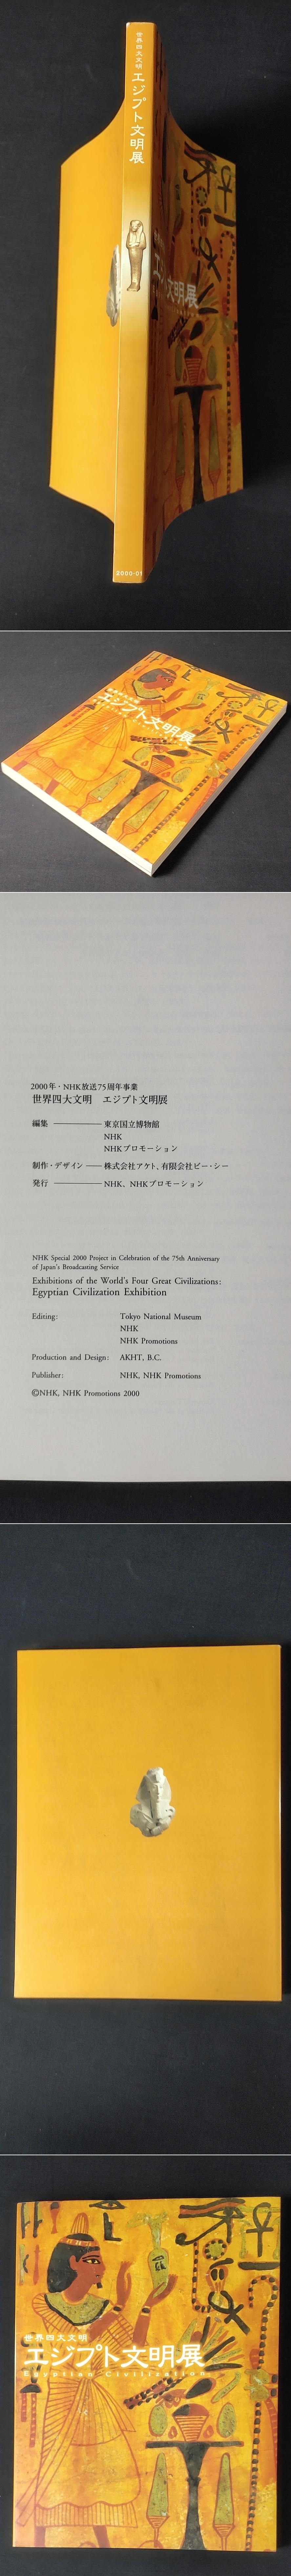 世界四大文明
エジプト文明展
2000-01
世界四大文明
エジプト文明展
2000年・NHK放送75周年事業
世界四大文明 エジプト文明展
編集 東京国立博物館
NHK
NHKプロモーション
制作・デザイン 株式会社アケト、有限会社ビー・シー
発行 NHK、NHKプロモーション
NHK Special 2000 Project in Celebration of the 75th Anniversary
of Japan's Broadcasting Service
Exhibitions of the World's Four Great Civilizations:
Egyptian Civilization Exhibition
Editing: Tokyo National Museum
NHK
NHK Promotions
Production and Design: AKHT, B.C.
Publisher: NHK, NHK Promotions
©NHK, NHK Promotions 2000
世界四大文明
エジプト文明展
Egyptian Civilization